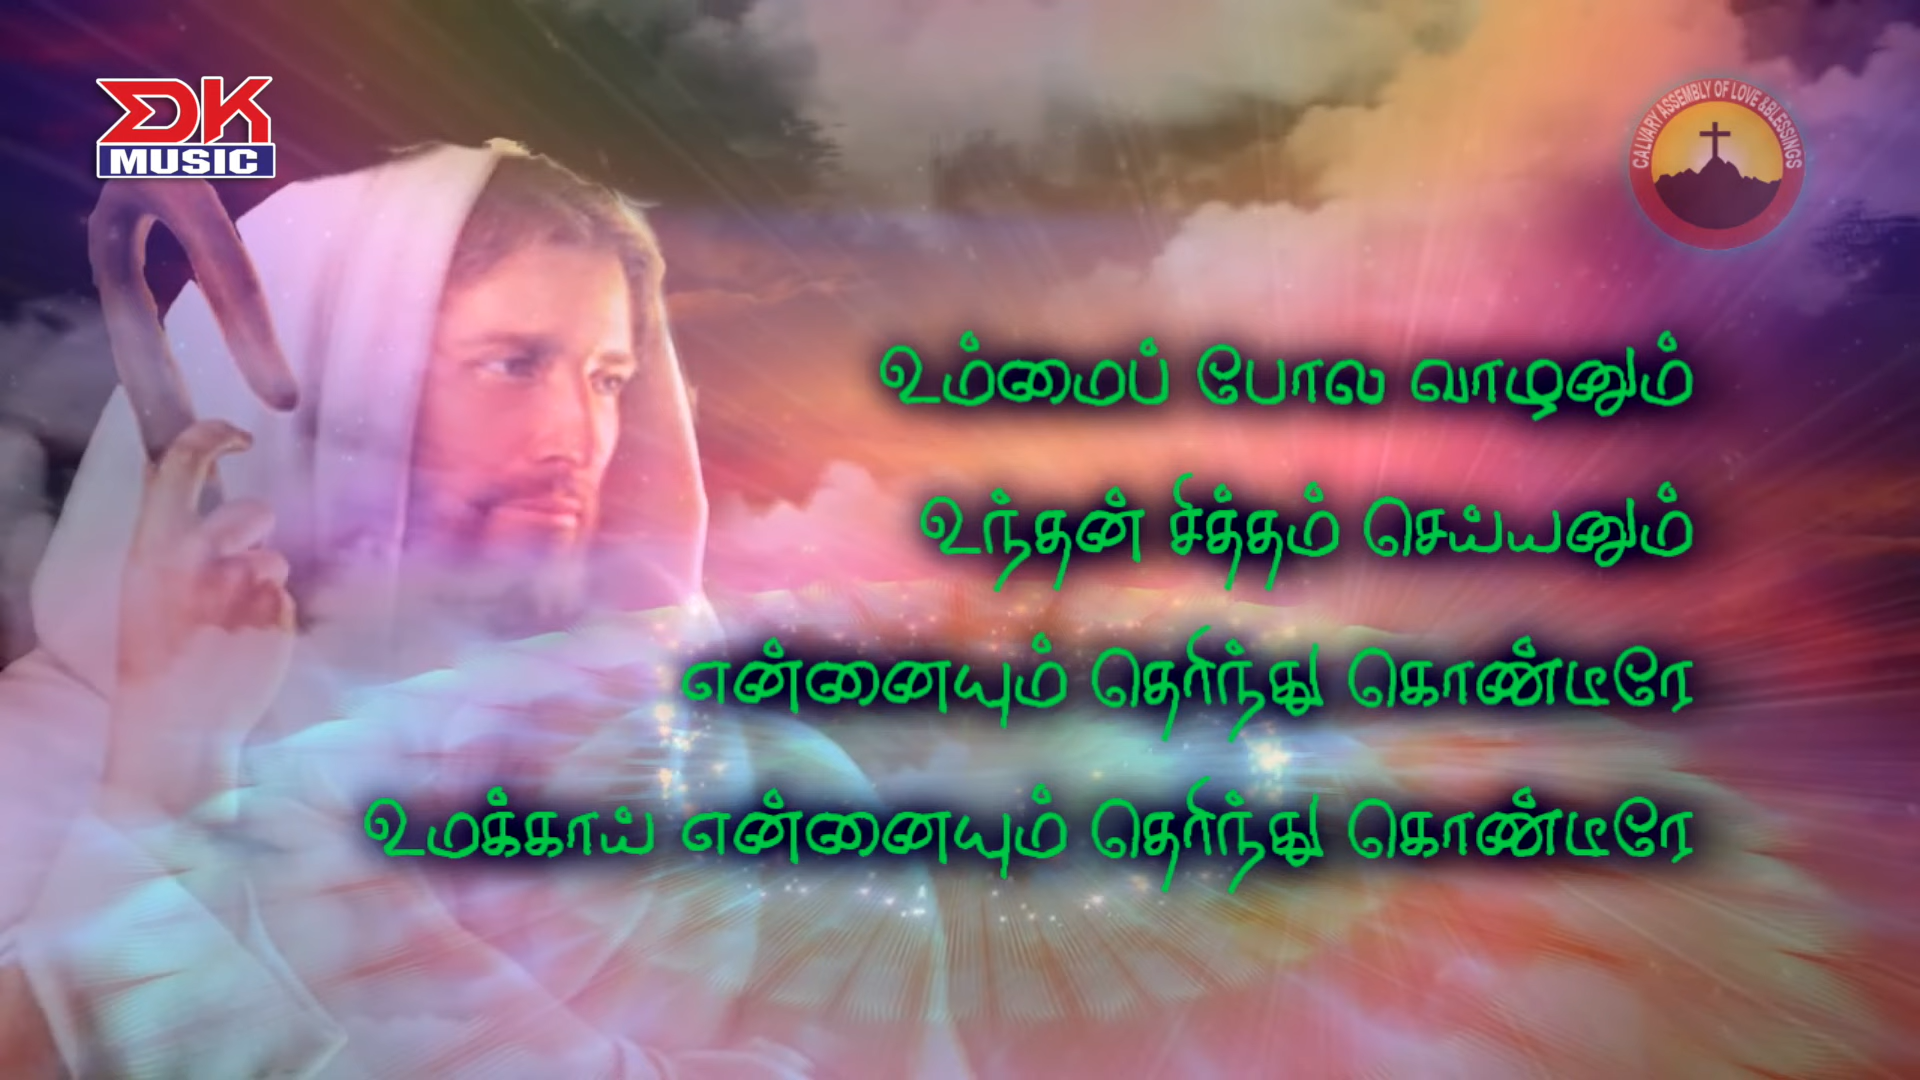 DK
MUSIC
CALVARY ASSEMBLY OF LOVE &BLESSINGS
உம்மைப் போல வாழனும்
உந்தன் சித்தம் செய்யனும்
என்னையும் தெரிந்து கொண்டீரே
உமக்காய் என்னையும் தெரிந்து கொண்டீரே